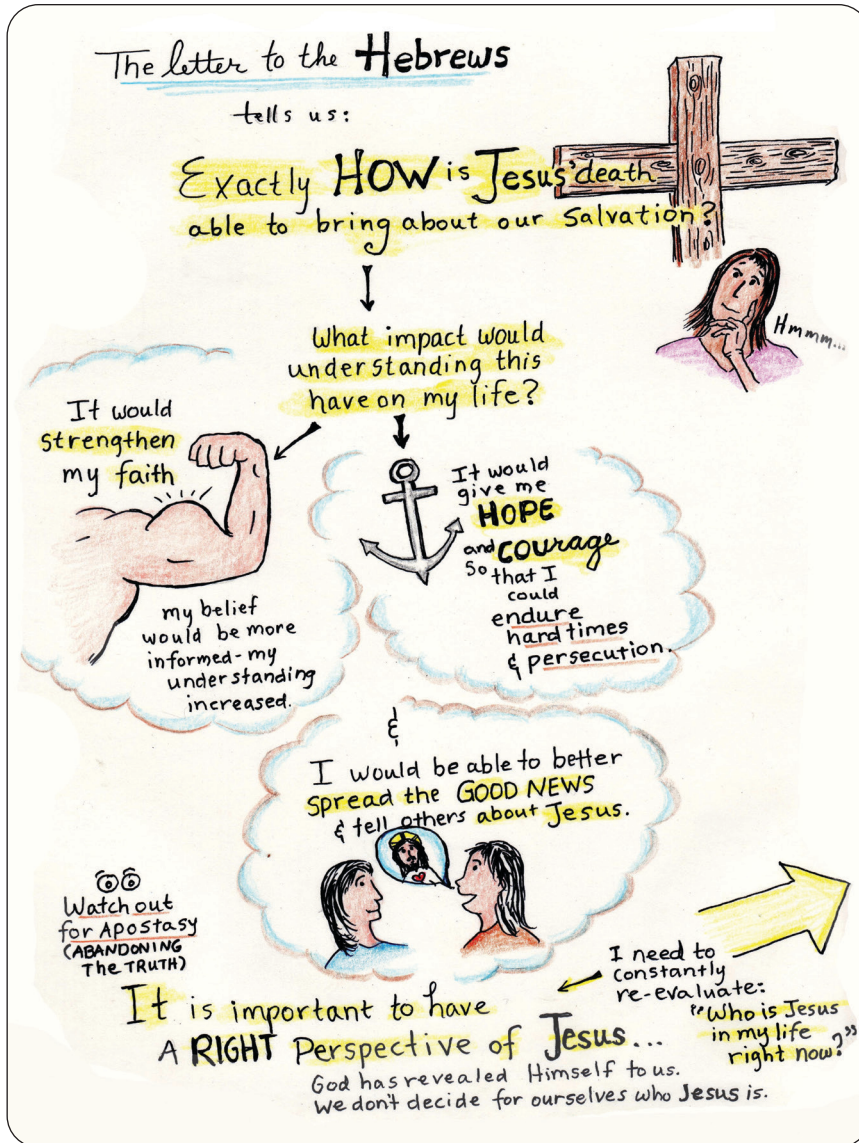 The letter to the Hebrews
tells us:
Exactly HOW is Jesus' death
able to bring about our Salvation?
Hmmm...
What impact would
understanding this
have on my life?
It would
strengthen
my faith
my belief
would be more
informed - my
understanding
increased.
It would
give me
HOPE
and COURAGE
So that I
could
endure
hard times
& persecution.
&
I would be able to better
Spread the GOOD NEWS
& tell others about Jesus.
Watch out
for Apostasy
(ABANDONING
The TRUTH)
I need to
constantly
re-evaluate:
"Who is Jesus
in my life
right now?"
It is important to have
A RIGHT Perspective of Jesus...
God has revealed Himself to us.
We don't decide for ourselves who Jesus is.